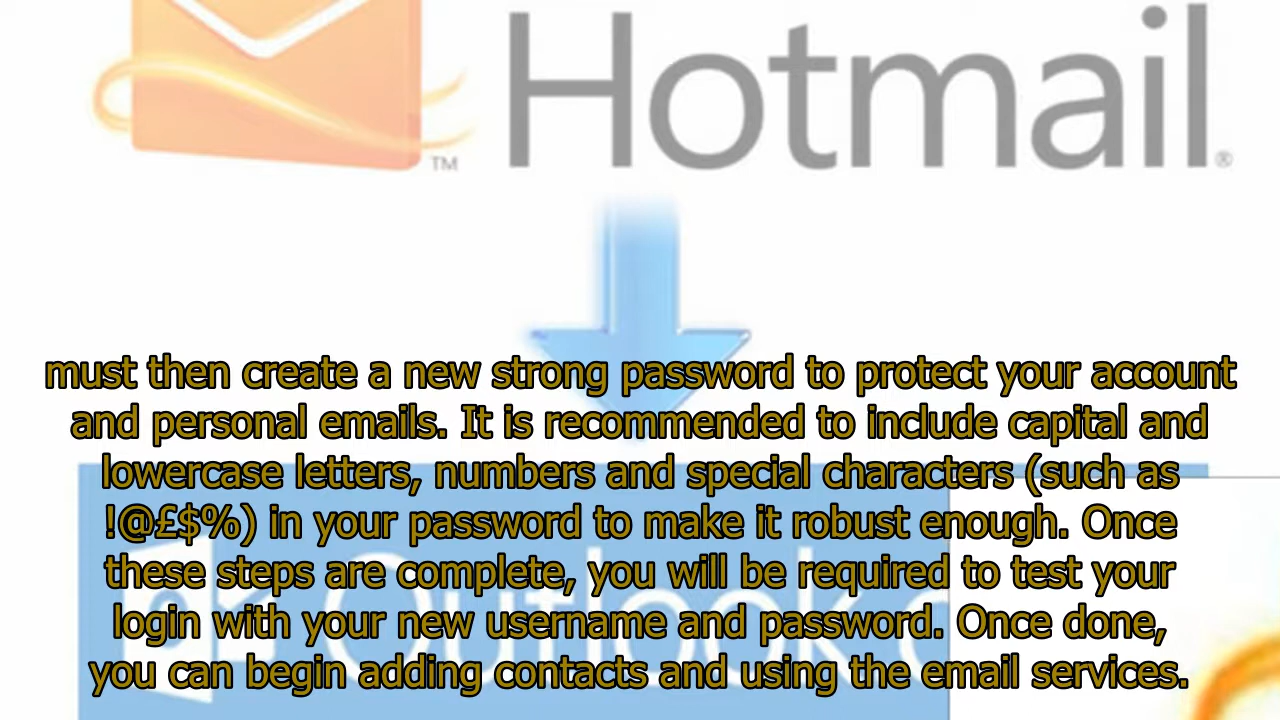 Hotmail®
TM
must then create a new strong password to protect your account
and personal emails. It is recommended to include capital and
lowercase letters, numbers and special characters (such as
!@£$%) in your password to make it robust enough. Once
these steps are complete, you will be required to test your
login with your new username and password. Once done,
you can begin adding contacts and using the email services.
Outlook.c